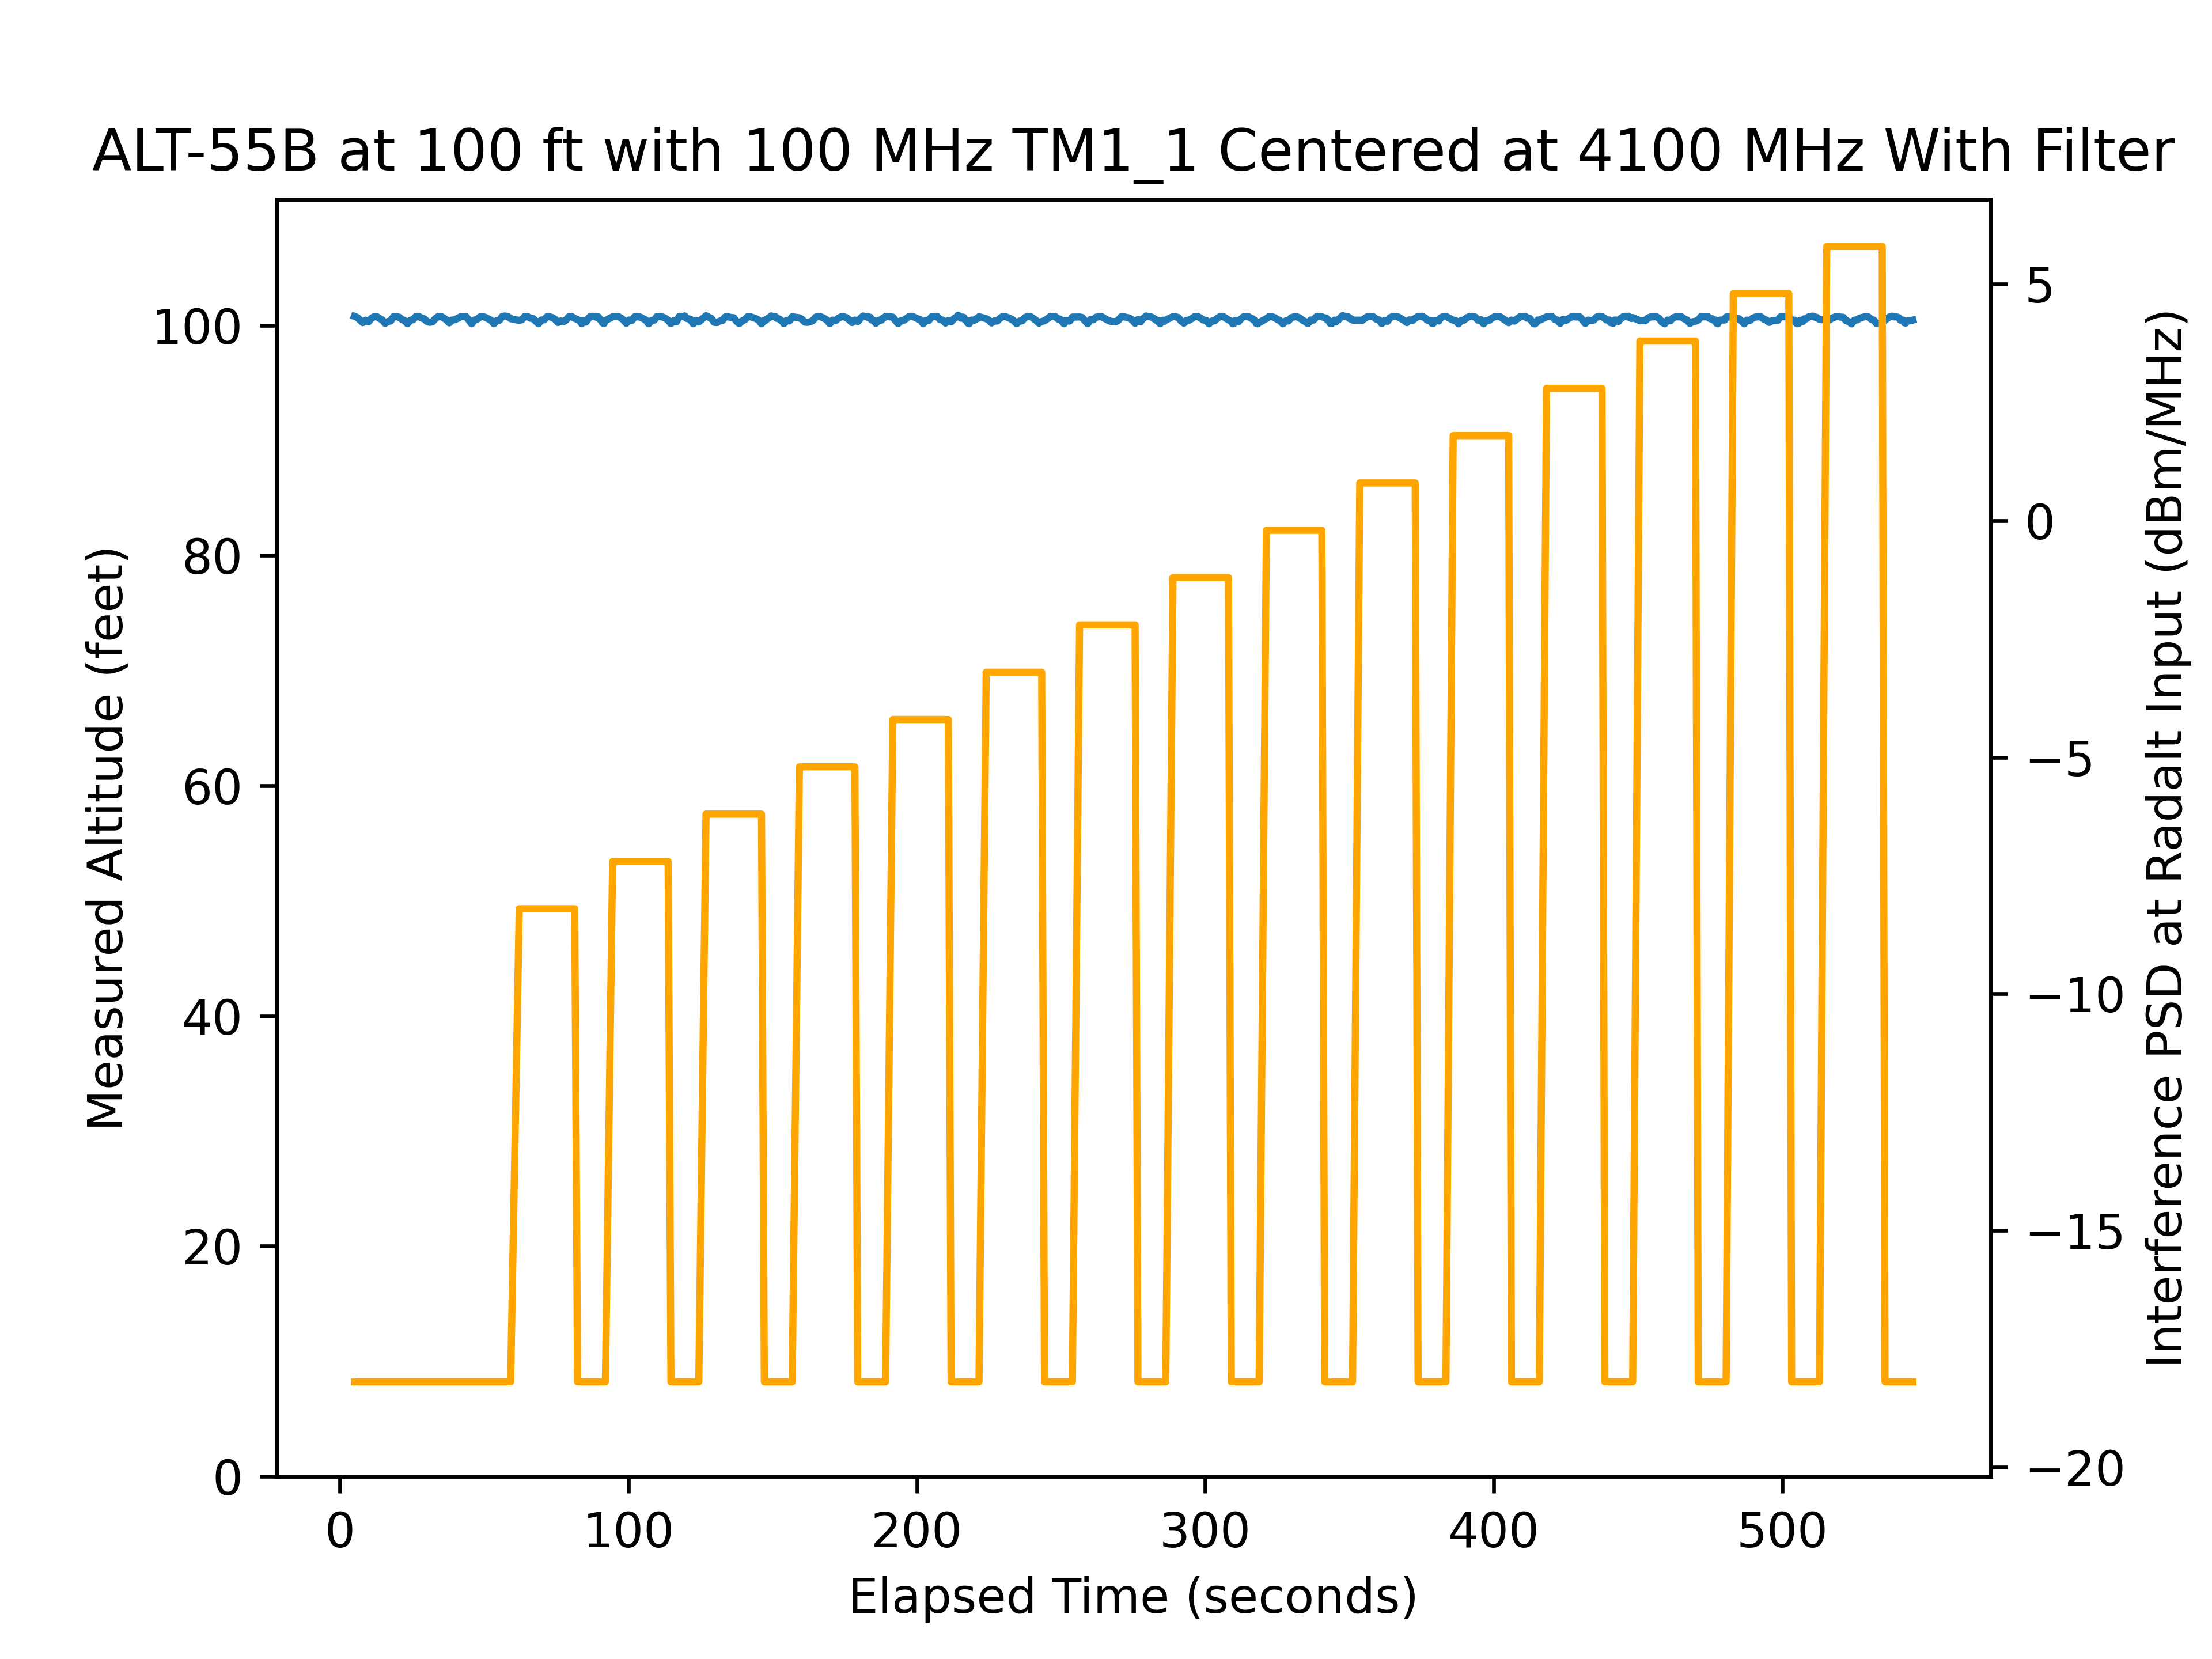 ALT-55B at 100 ft with 100 MHz TM1_1 Centered at 4100 MHz With Filter
Measured Altitude (feet)
100
80
60
40
20
0
5
0
−5
−10
−15
−20
Interference PSD at Radalt Input (dBm/MHz)
0 100 200 300 400 500
Elapsed Time (seconds)